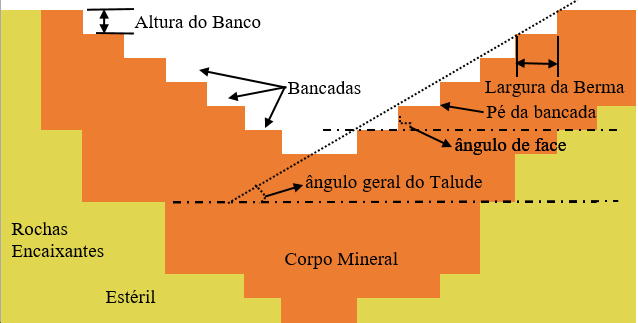 Altura do Banco
Bancadas
Largura da Berma
Pé da bancada
ângulo de face
ângulo geral do Talude
Rochas
Encaixantes
Corpo Mineral
Estéril